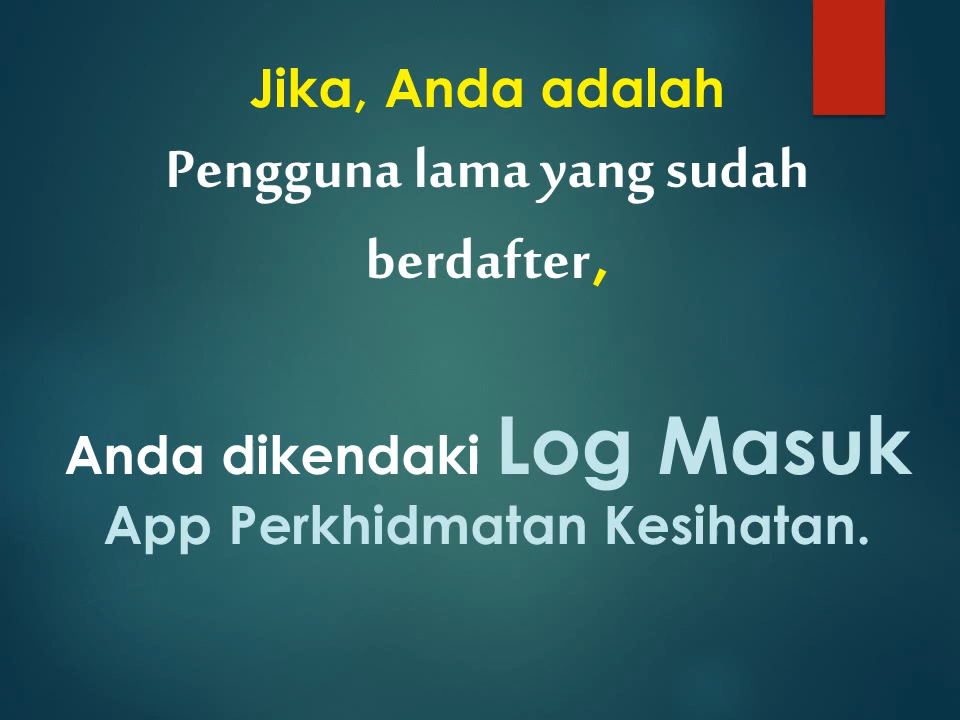 Jika, Anda adalah
Pengguna lama yang sudah
berdafter,
Anda dikendaki Log Masuk
App Perkhidmatan Kesihatan.